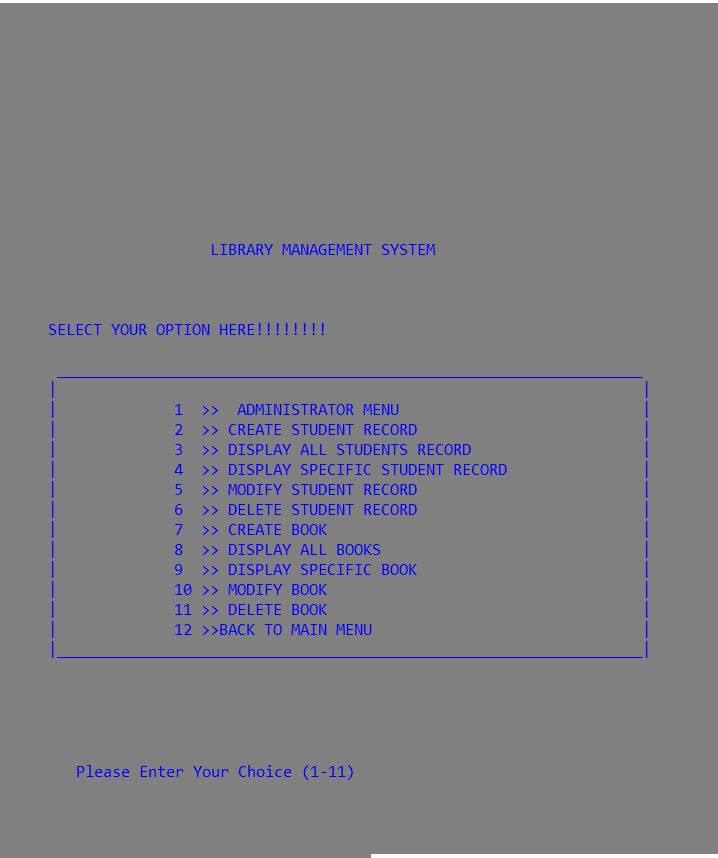 LIBRARY MANAGEMENT SYSTEM
SELECT YOUR OPTION HERE!!!!!!!!
1 >> ADMINISTRATOR MENU
2 >> CREATE STUDENT RECORD
3 >> DISPLAY ALL STUDENTS RECORD
4 >> DISPLAY SPECIFIC STUDENT RECORD
5 >> MODIFY STUDENT RECORD
6 >> DELETE STUDENT RECORD
7 >> CREATE BOOK
8 >> DISPLAY ALL BOOKS
9 >> DISPLAY SPECIFIC BOOK
10 >> MODIFY BOOK
11 >> DELETE BOOK
12 >>BACK TO MAIN MENU
Please Enter Your Choice (1-11)